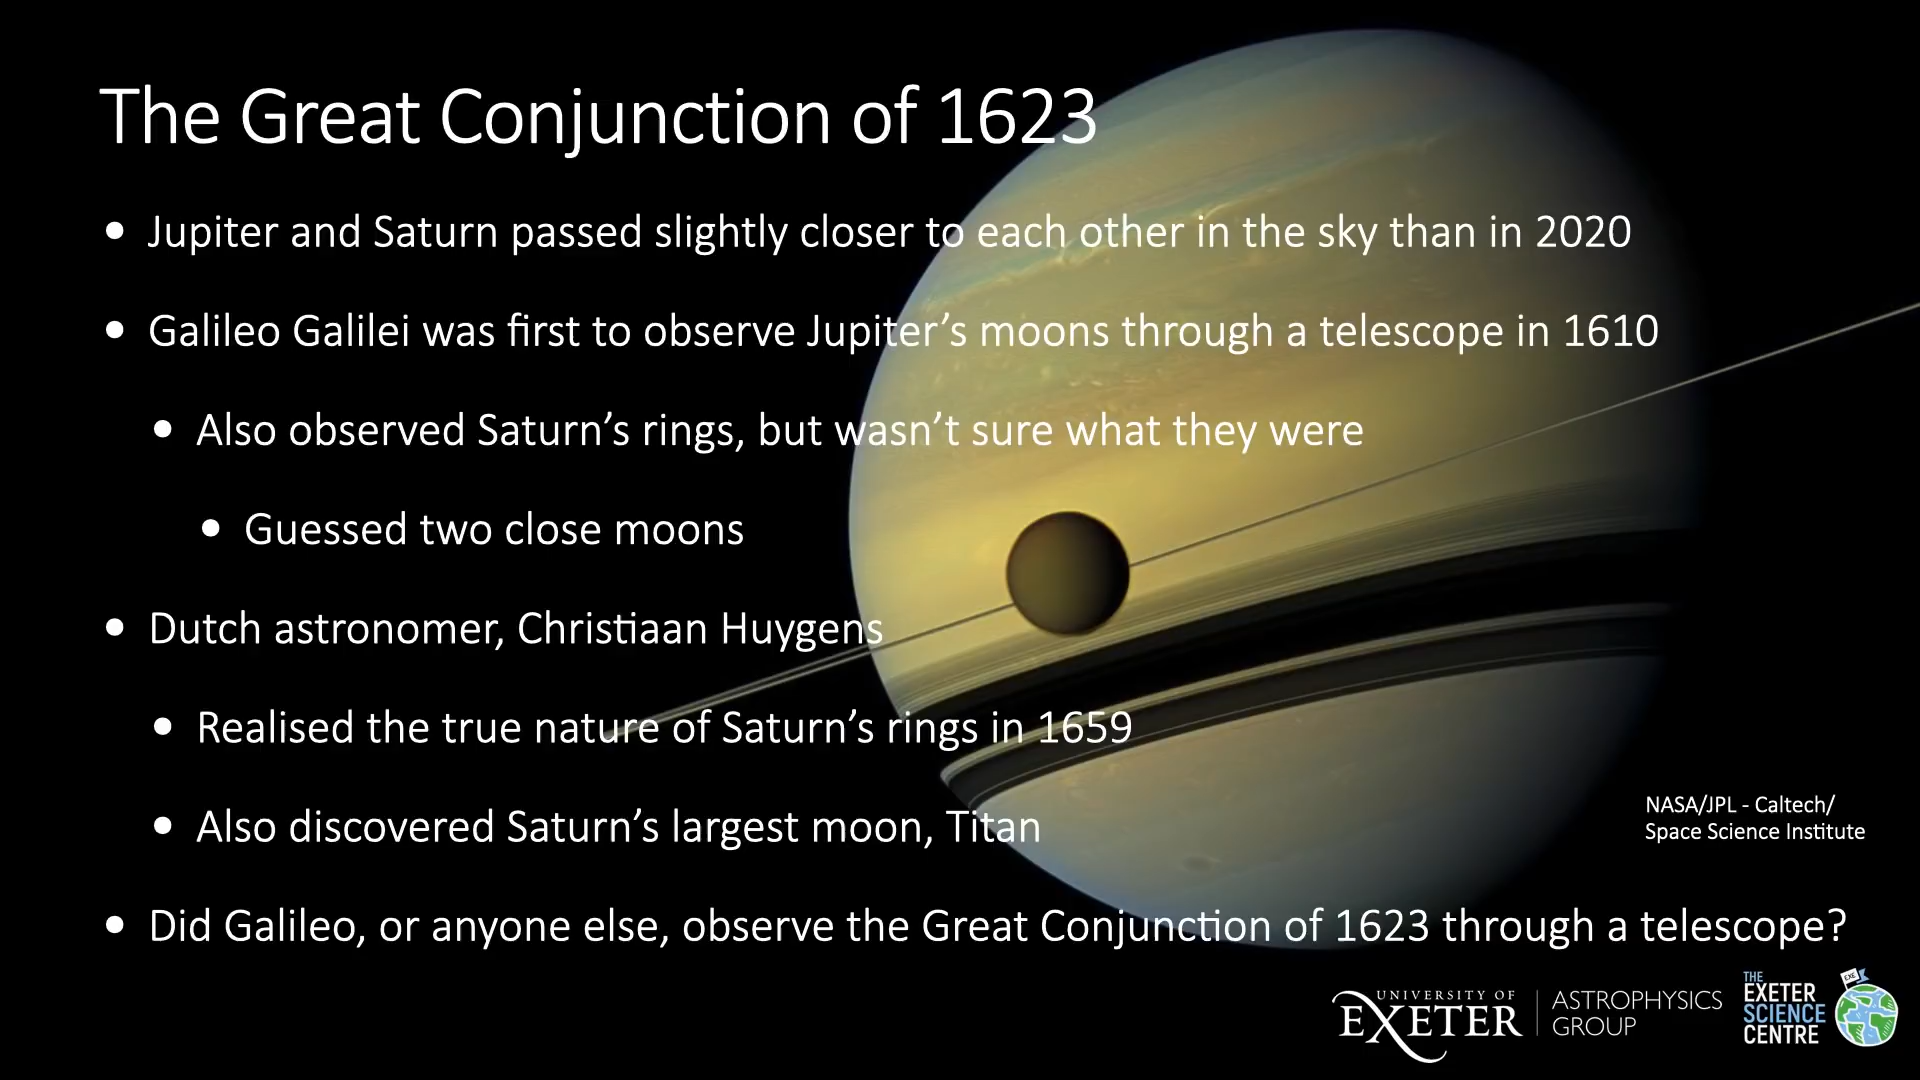 The Great Conjunction of 1623
• Jupiter and Saturn passed slightly closer to each other in the sky than in 2020
• Galileo Galilei was first to observe Jupiter’s moons through a telescope in 1610
• Also observed Saturn’s rings, but wasn’t sure what they were
• Guessed two close moons
• Dutch astronomer, Christiaan Huygens
• Realised the true nature of Saturn’s rings in 1659
• Also discovered Saturn’s largest moon, Titan
NASA/JPL - Caltech/
Space Science Institute
• Did Galileo, or anyone else, observe the Great Conjunction of 1623 through a telescope?
UNIVERSITY OF
EXETER
ASTROPHYSICS
GROUP
THE
EXETER
SCIENCE
CENTRE
EXE